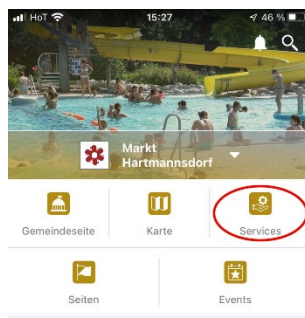 HoT 15:27 46 %
Markt
Hartmannsdorf
Gemeindeseite Karte Services
Seiten Events